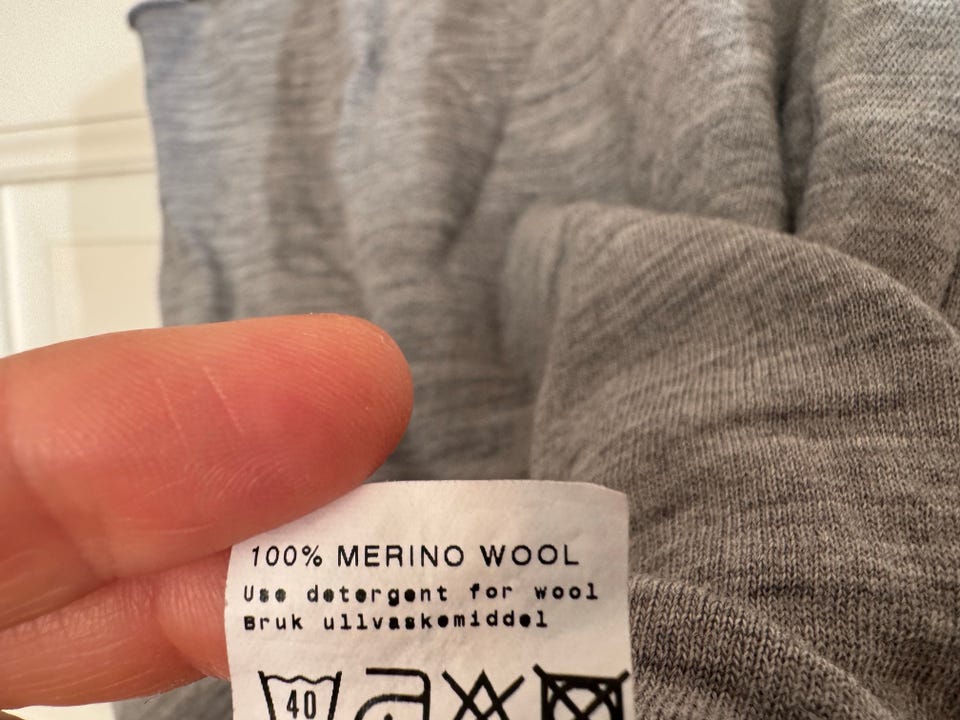 100% MERINO WOOL
Use detergent for wool
Bruk ullvaskemiddel
40